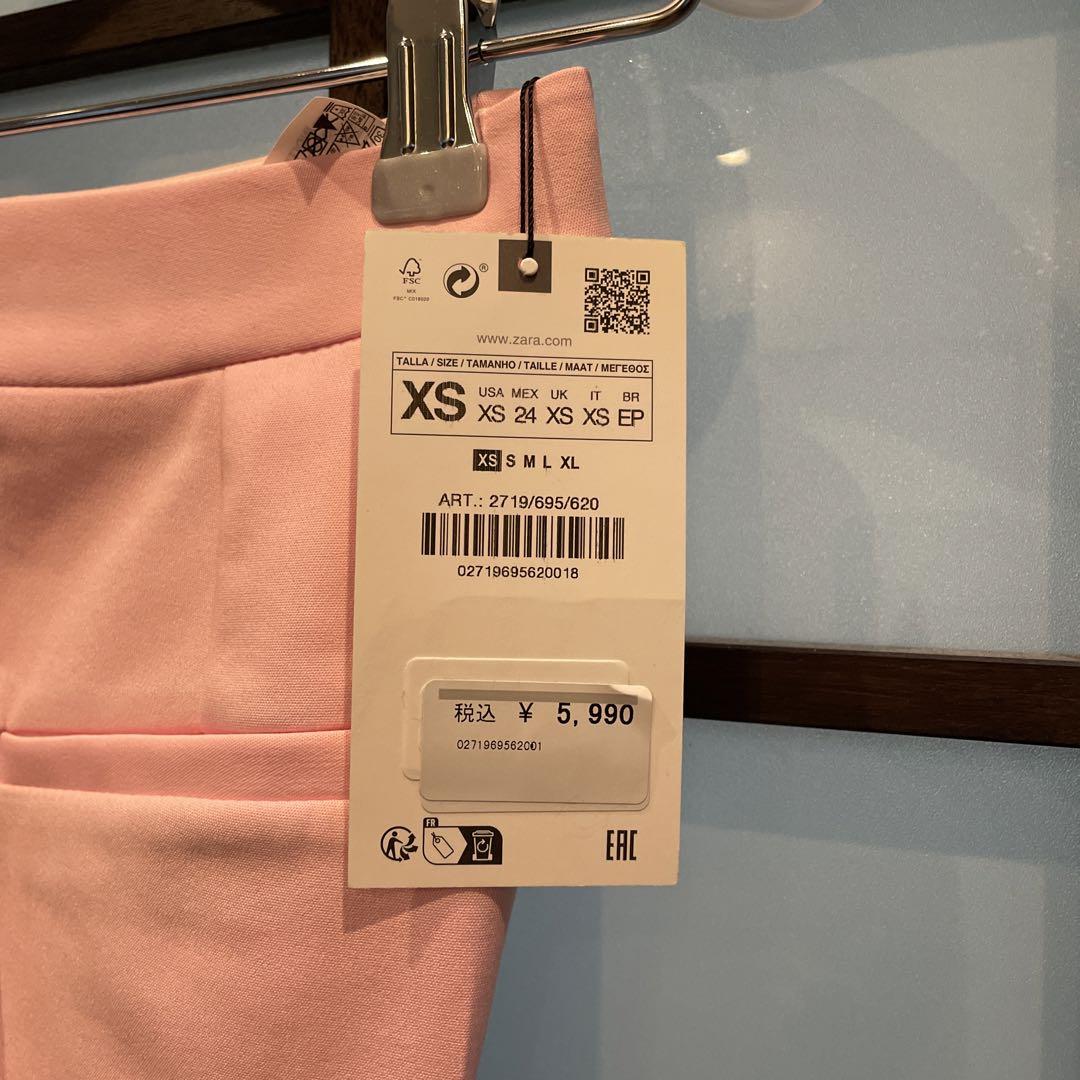 FSC
MIX
FSC® C018020
®
www.zara.com
TALLA / SIZE / TAMANHO / TAILLE / MAAT / ΜΕΓΕΘΟΣ
XS
USA MEX UK IT BR
XS 24 XS XS EP
XS S M L XL
ART.: 2719/695/620
02719695620018
税込 ¥ 5,990
0271969562001
FR
EAC